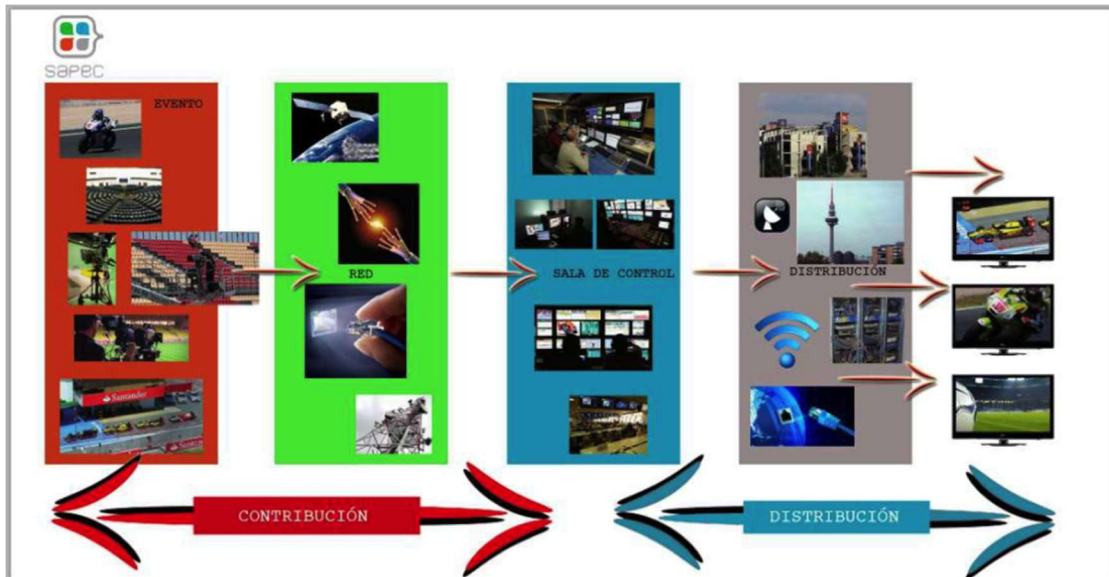 sapec
EVENTO
RED
SALA DE CONTROL
DISTRIBUCIÓN
Santander
CONTRIBUCIÓN
DISTRIBUCIÓN